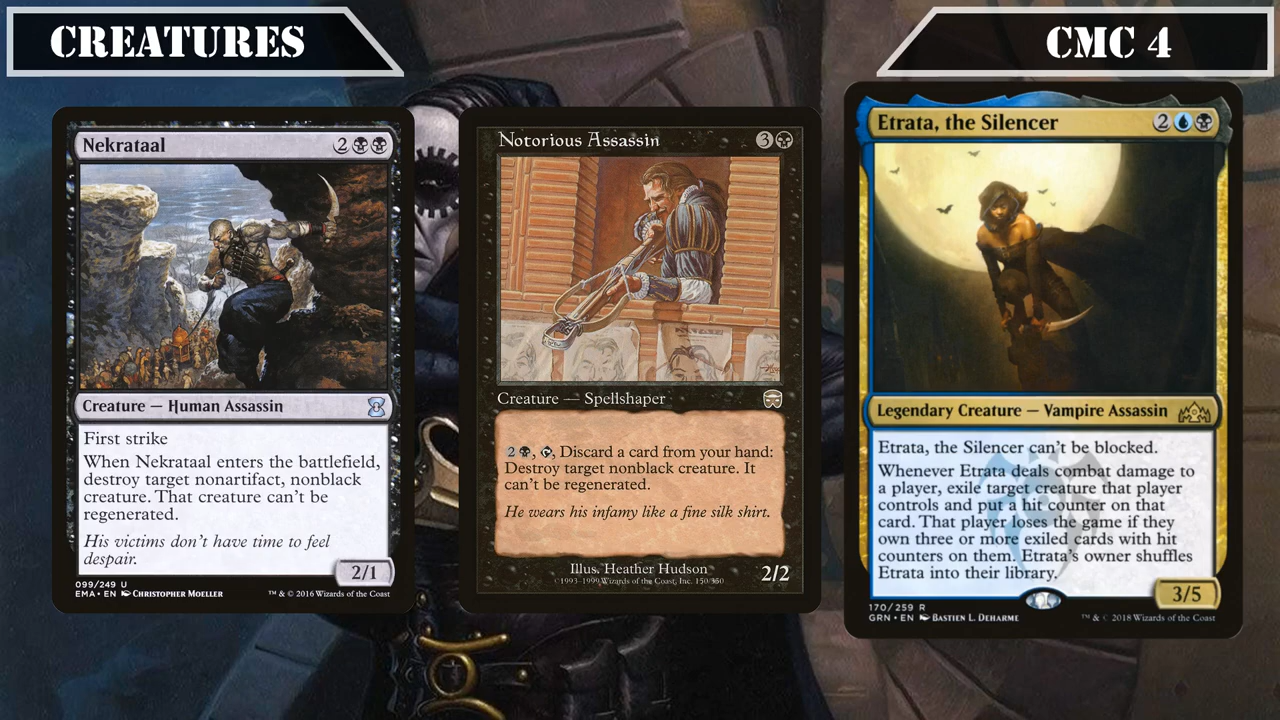 CREATURES
CMC 4
Nekrataal 2
Creature — Human Assassin
First strike
When Nekrataal enters the battlefield,
destroy target nonartifact, nonblack
creature. That creature can't be
regenerated.
His victims don't have time to feel
despair.
2/1
099/249 U
EMA • EN Christopher Moeller
™ & © 2016 Wizards of the Coast
Notorious Assassin 3
Creature — Spellshaper
2 , , Discard a card from your hand:
Destroy target nonblack creature. It
can't be regenerated.
He wears his infamy like a fine silk shirt.
Illus. Heather Hudson
©1993-1999 Wizards of the Coast, Inc. 150/350
2/2
Etrata, the Silencer 2
Legendary Creature — Vampire Assassin
Etrata, the Silencer can't be blocked.
Whenever Etrata deals combat damage to
a player, exile target creature that player
controls and put a hit counter on that
card. That player loses the game if they
own three or more exiled cards with hit
counters on them. Etrata's owner shuffles
Etrata into their library.
3/5
170/259 R
GRN • EN Bastien L. Deharme
™ & © 2018 Wizards of the Coast